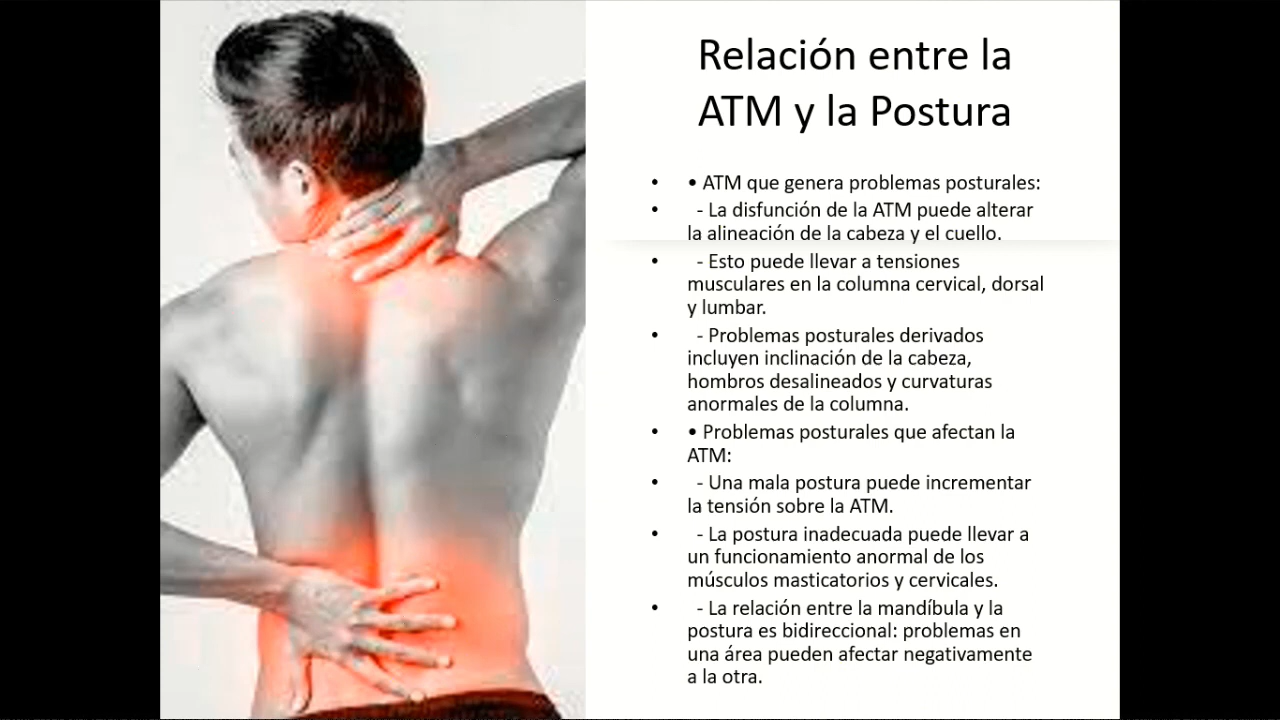 Relación entre la
ATM y la Postura
• • ATM que genera problemas posturales:
• - La disfunción de la ATM puede alterar
la alineación de la cabeza y el cuello.
• - Esto puede llevar a tensiones
musculares en la columna cervical, dorsal
y lumbar.
• - Problemas posturales derivados
incluyen inclinación de la cabeza,
hombros desalineados y curvaturas
anormales de la columna.
• • Problemas posturales que afectan la
ATM:
• - Una mala postura puede incrementar
la tensión sobre la ATM.
• - La postura inadecuada puede llevar a
un funcionamiento anormal de los
músculos masticatorios y cervicales.
• - La relación entre la mandíbula y la
postura es bidireccional: problemas en
una área pueden afectar negativamente
a la otra.